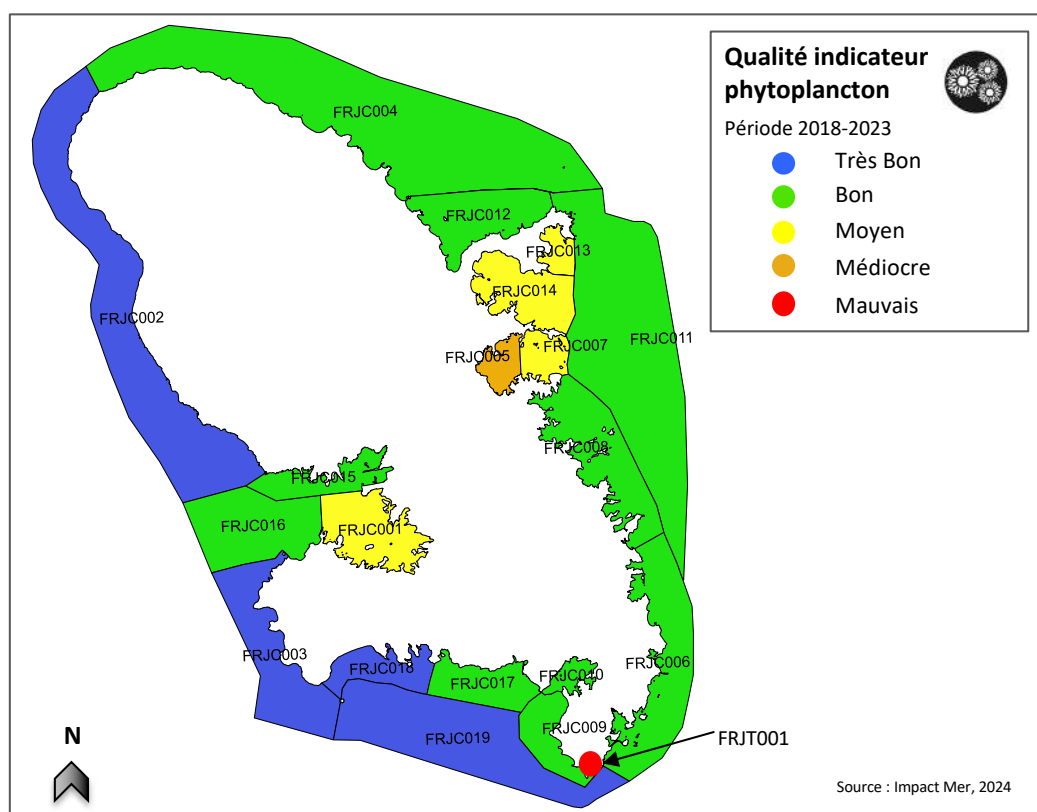 Qualité indicateur
phytoplancton
Période 2018-2023
Très Bon
Bon
Moyen
Médiocre
Mauvais
FRJC004
FRJC012
FRJC013
FRJC014
FRJC002
FRJC011
FRJC007
FRJC005
FRJC008
FRJC015
FRJC016
FRJC001
FRJC003
FRJC018
FRJC006
FRJC010
FRJC017
FRJC009
FRJC019
FRJT001
N
Source : Impact Mer, 2024